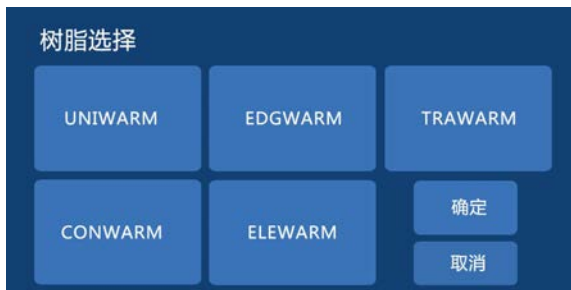 树脂选择
UNIWARM
EDGWARM
TRAWARM
CONWARM
ELEWARM
确定
取消